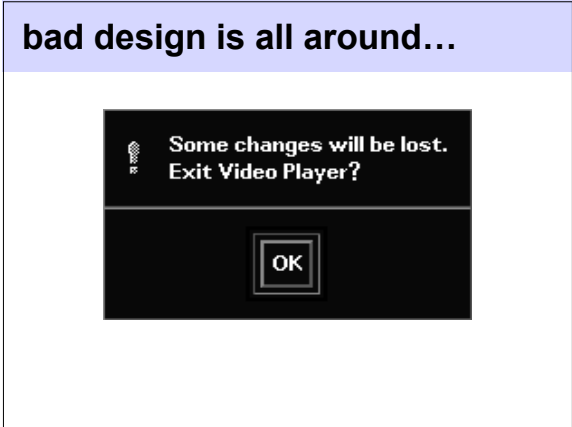 bad design is all around…
Some changes will be lost.
Exit Video Player?
OK